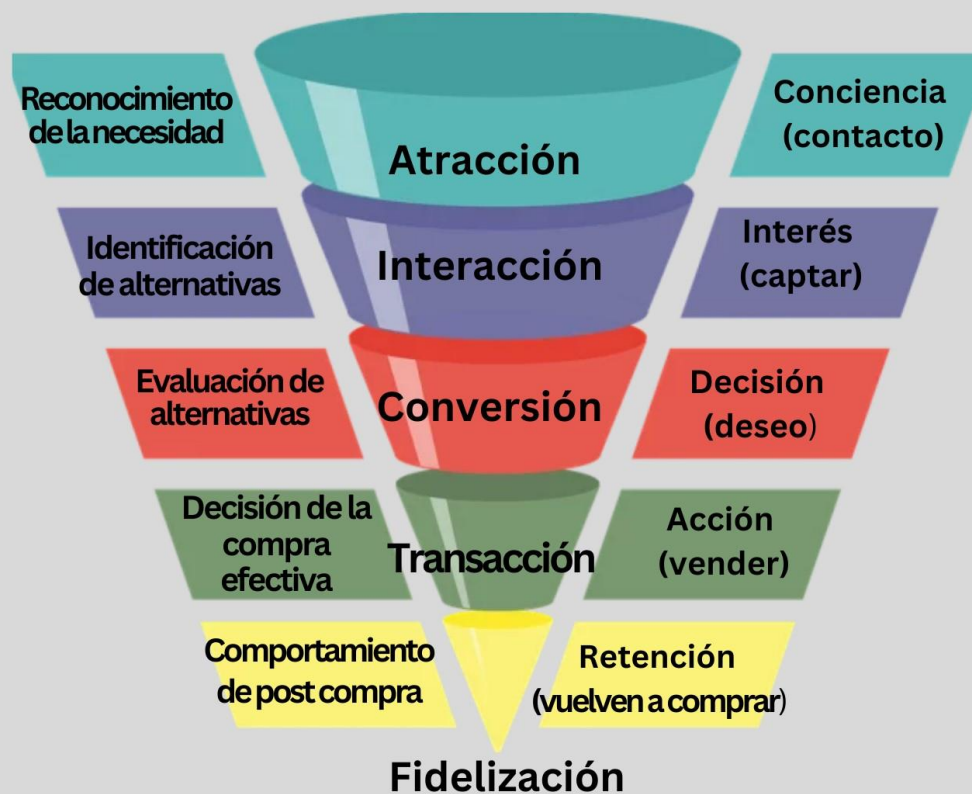 Reconocimiento
de la necesidad
Atracción
Conciencia
(contacto)
Identificación
de alternativas
Interacción
Interés
(captar)
Evaluación de
alternativas
Conversión
Decisión
(deseo)
Decisión de la
compra
efectiva
Transacción
Acción
(vender)
Comportamiento
de post compra
Retención
(vuelven a comprar)
Fidelización